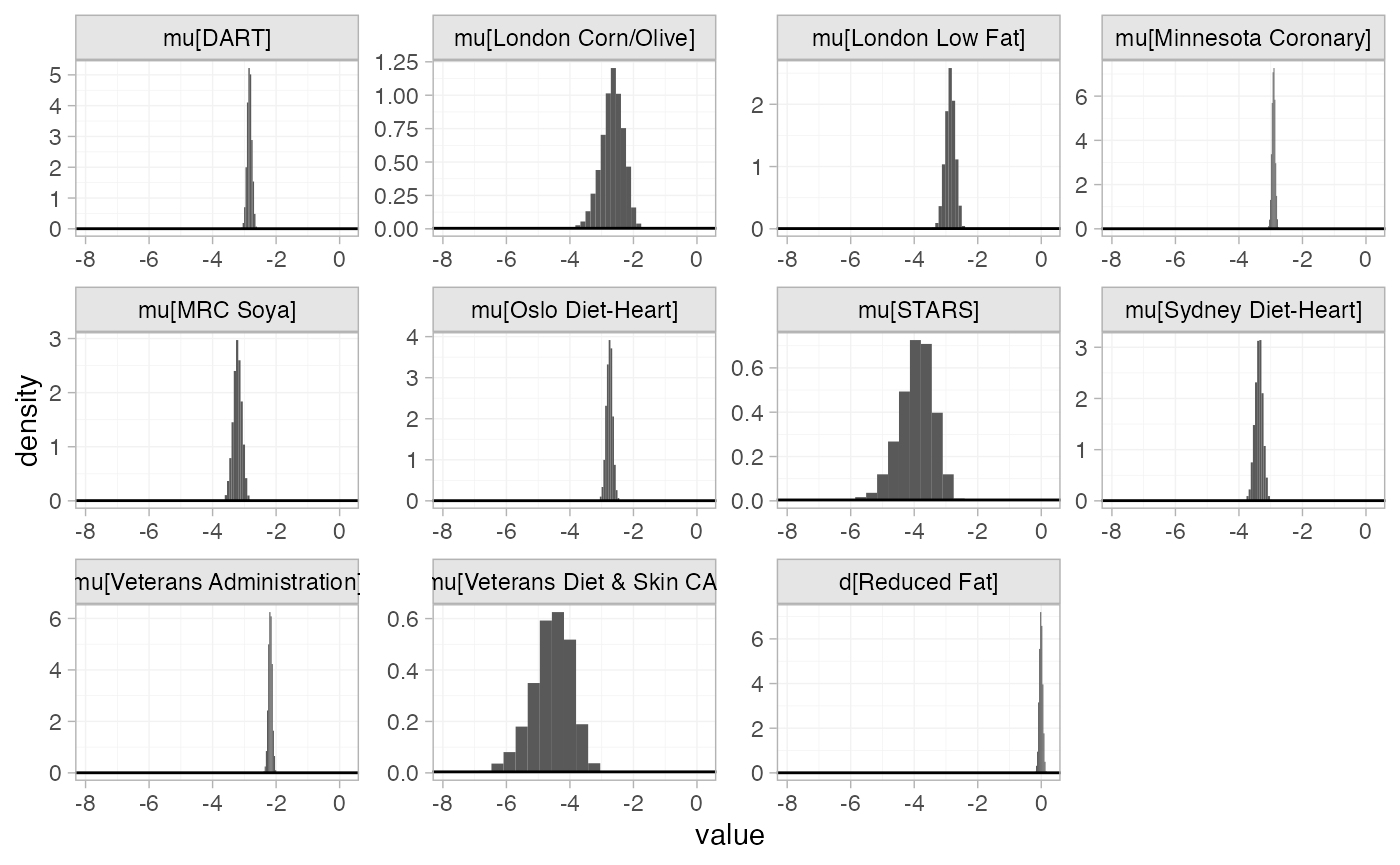 mu[DART]
mu[London Corn/Olive]
mu[London Low Fat]
mu[Minnesota Coronary]
5
4
3
2
1
0
1.25
1.00
0.75
0.50
0.25
0.00
2
1
0
6
4
2
0
-8 -6 -4 -2 0
-8 -6 -4 -2 0
-8 -6 -4 -2 0
-8 -6 -4 -2 0
mu[MRC Soya]
mu[Oslo Diet-Heart]
mu[STARS]
mu[Sydney Diet-Heart]
3
2
1
0
4
3
2
1
0
0.6
0.4
0.2
0.0
3
2
1
0
-8 -6 -4 -2 0
-8 -6 -4 -2 0
-8 -6 -4 -2 0
-8 -6 -4 -2 0
density
mu[Veterans Administration]
mu[Veterans Diet & Skin CA
d[Reduced Fat]
6
4
2
0
0.6
0.4
0.2
0.0
6
4
2
0
-8 -6 -4 -2 0
-8 -6 -4 -2 0
-8 -6 -4 -2 0
value